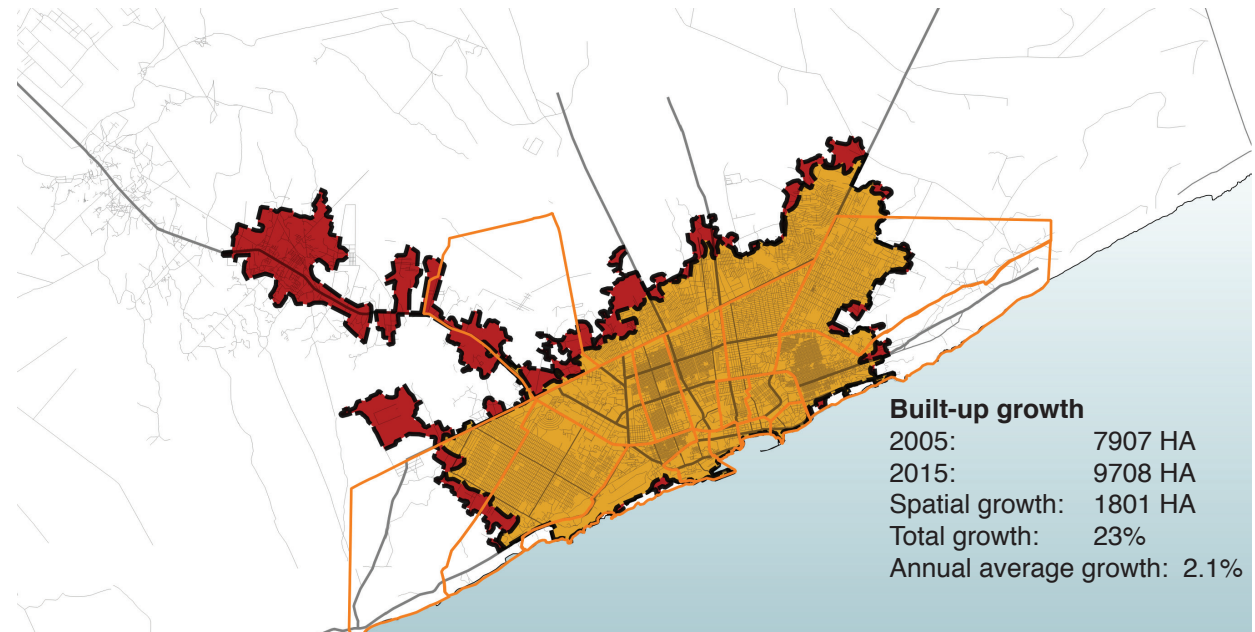 Built-up growth
2005: 7907 HA
2015: 9708 HA
Spatial growth: 1801 HA
Total growth: 23%
Annual average growth: 2.1%